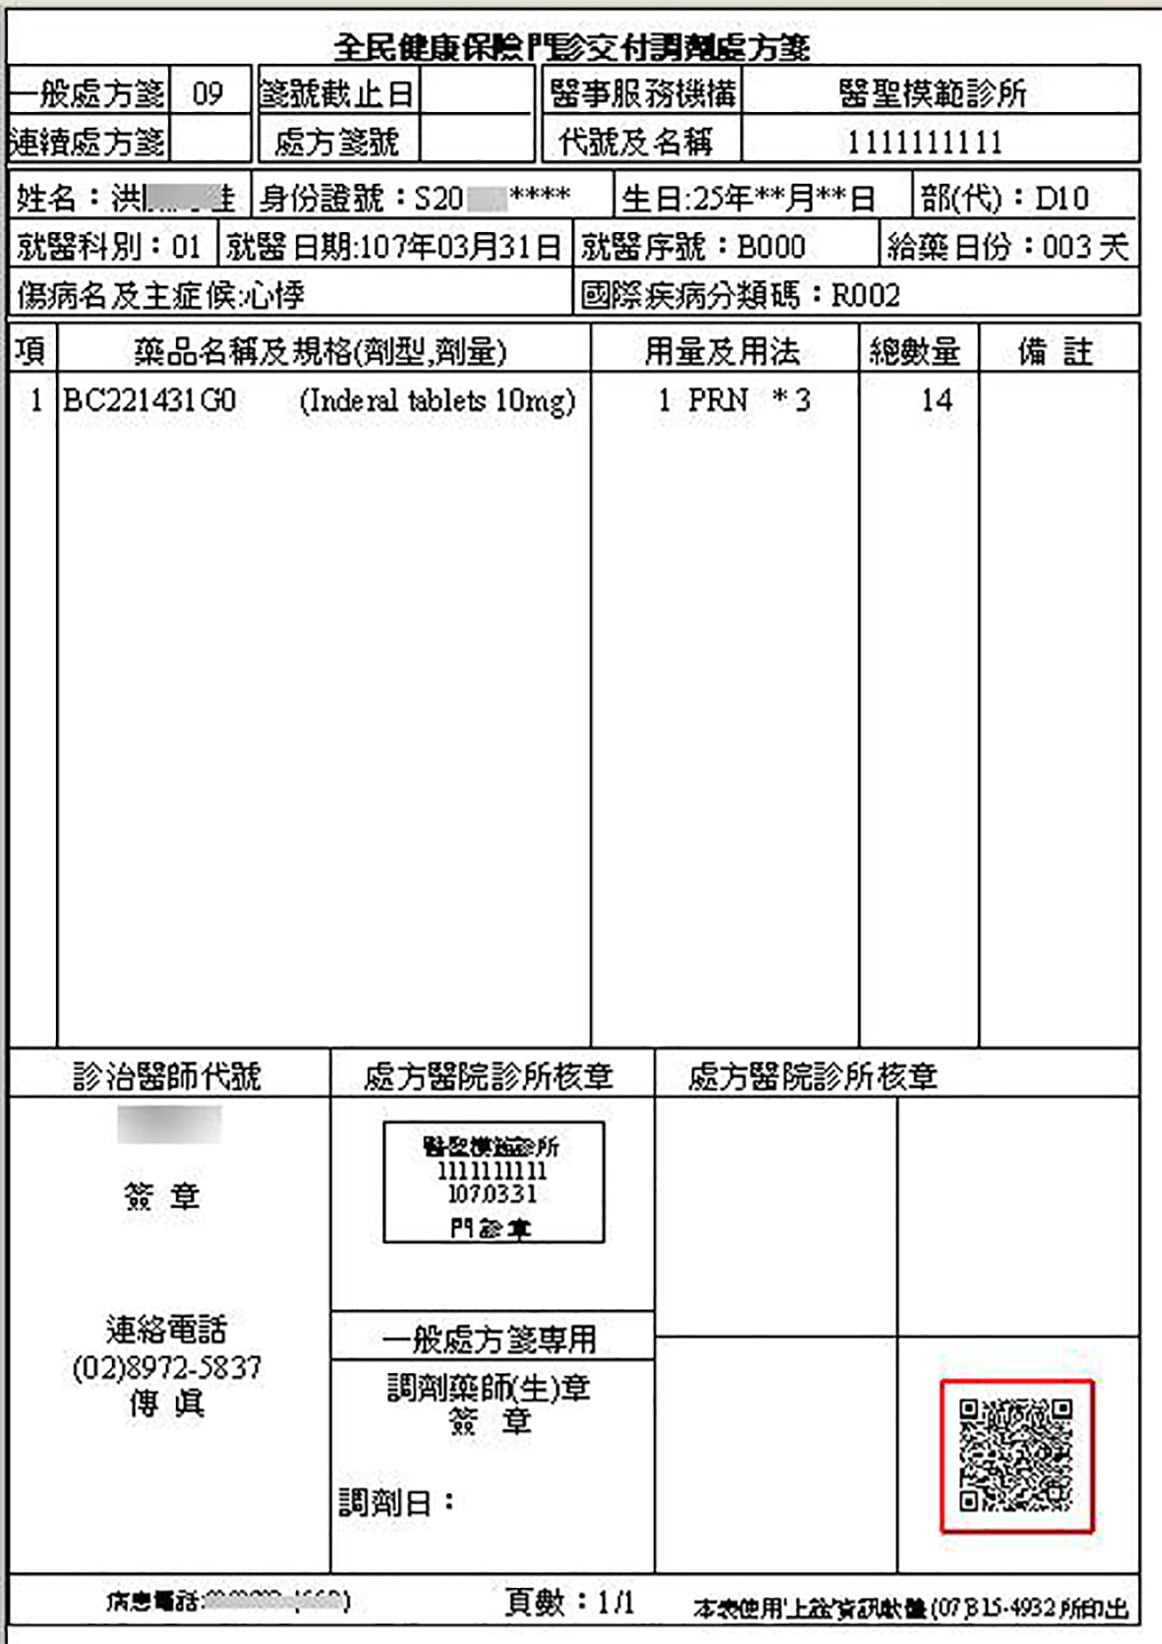 全民健康保險門診交付調劑處方箋
一般處方箋 09 箋號截止日 醫事服務機構 醫聖模範診所
連續處方箋 處方箋號 代號及名稱 1111111111
姓名：洪 身份證號：S20 **** 生日:25年**月**日 部(代)：D10
就醫科別：01 就醫日期:107年03月31日 就醫序號：B000 給藥日份：003 天
傷病名及主症候:心悸 國際疾病分類碼：R002
項 藥品名稱及規格(劑型,劑量) 用量及用法 總數量 備 註
1 BC221431G0 (Inderal tablets 10mg) 1 PRN *3 14
診治醫師代號 處方醫院診所核章 處方醫院診所核章
醫聖模範診所
1111111111
107.03.31
門診章
簽 章
連絡電話
(02)8972-5837
傳 真
一般處方箋専用
調劑藥師(生)章
簽 章
調劑日：
病患電話: 頁數：1/1 本表使用 資訊軟體(07)315-4932所印出